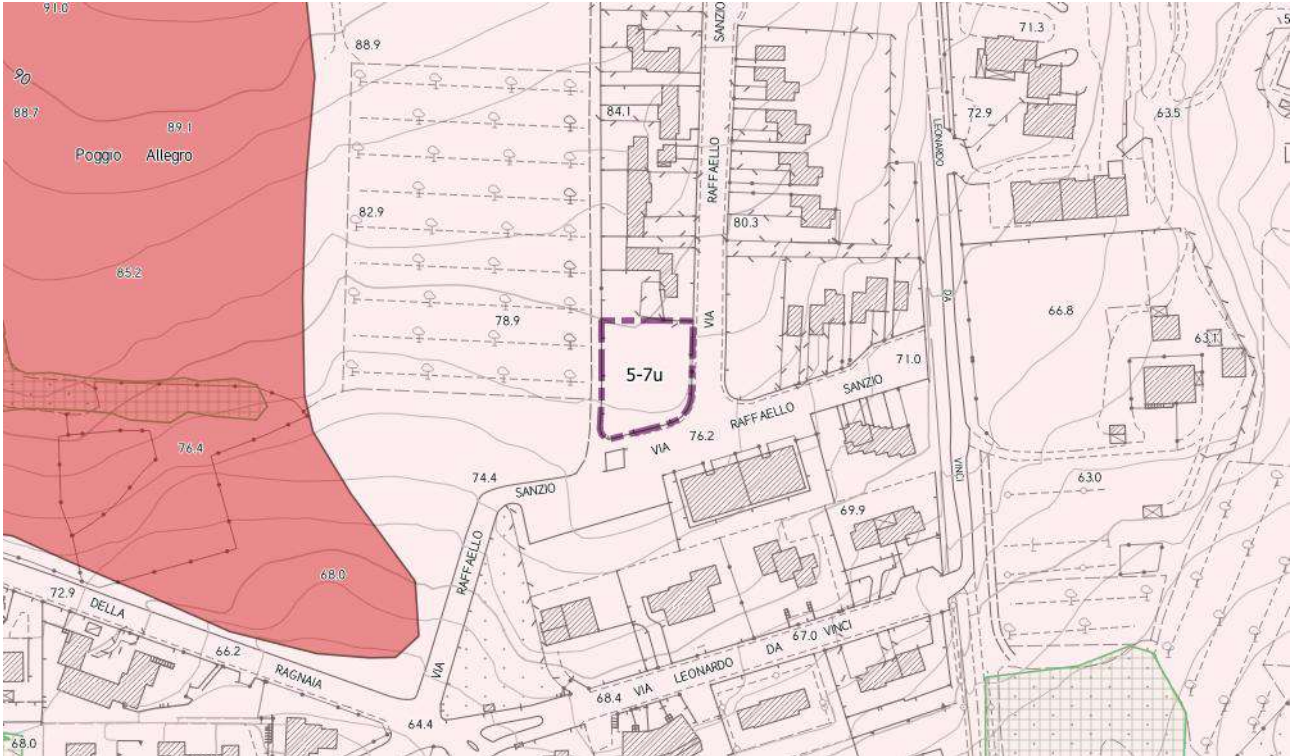 91.0
90
88.7
89.1
Poggio Allegro
85.2
88.9
82.9
78.9
84.1
SANZIO
RAFFAELLO
VIA
80.3
LEONARDO
DA
VINCI
71.3
72.9
63.5
66.8
63.1
71.0
5-7u
VIA RAFFAELLO SANZIO
76.2
76.4
74.4
SANZIO
RAFFAELLO
VIA
69.9
63.0
68.0
72.9
DELLA
RAGNAIA
66.2
64.4
68.4
VIA LEONARDO DA VINCI
67.0
68.0